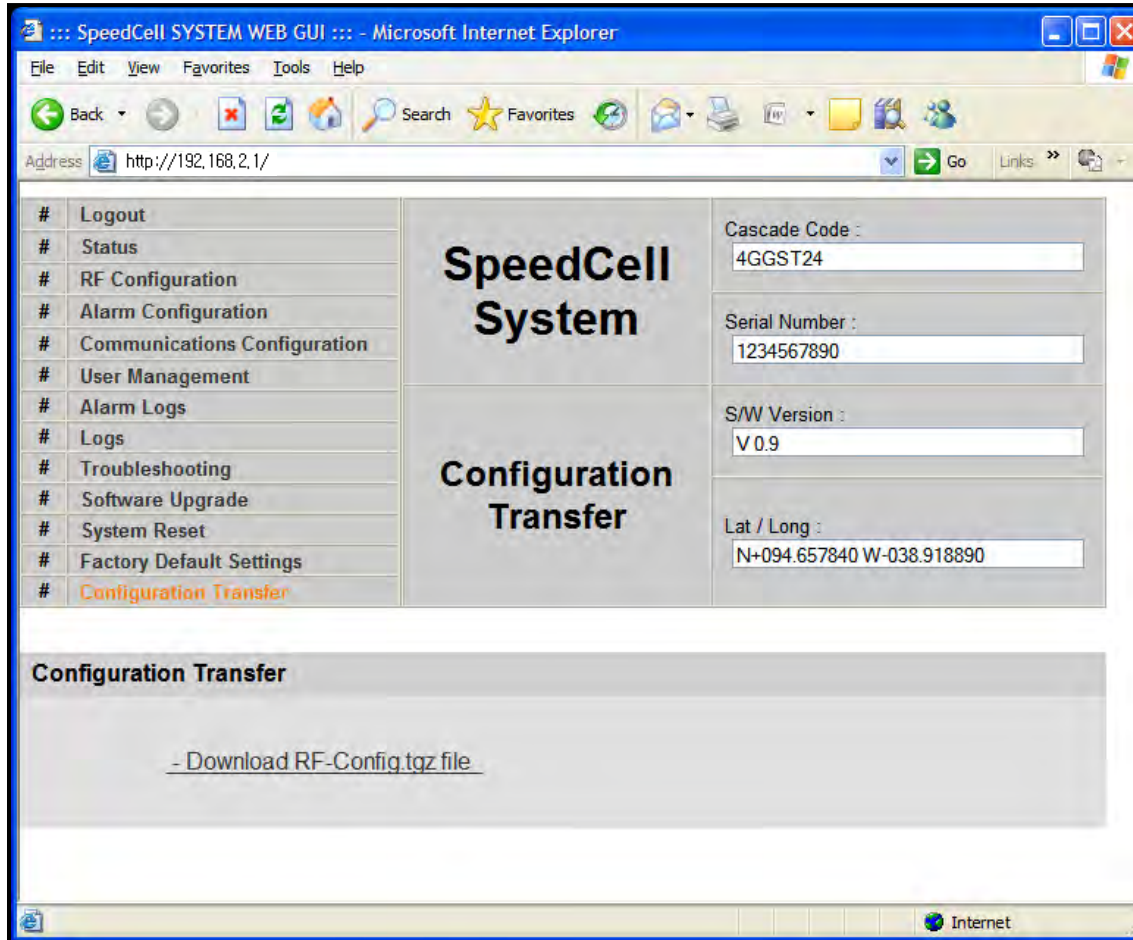 ::: SpeedCell SYSTEM WEB GUI ::: - Microsoft Internet Explorer
File Edit View Favorites Tools Help
Back Search Favorites
Address http://192.168.2.1/ Go Links »
# Logout
# Status
# RF Configuration
# Alarm Configuration
# Communications Configuration
# User Management
# Alarm Logs
# Logs
# Troubleshooting
# Software Upgrade
# System Reset
# Factory Default Settings
# Configuration Transfer
SpeedCell
System
Configuration
Transfer
Cascade Code :
4GGST24
Serial Number :
1234567890
S/W Version :
V 0.9
Lat / Long :
N+094.657840 W-038.918890
Configuration Transfer
- Download RF-Config.tgz file
Internet